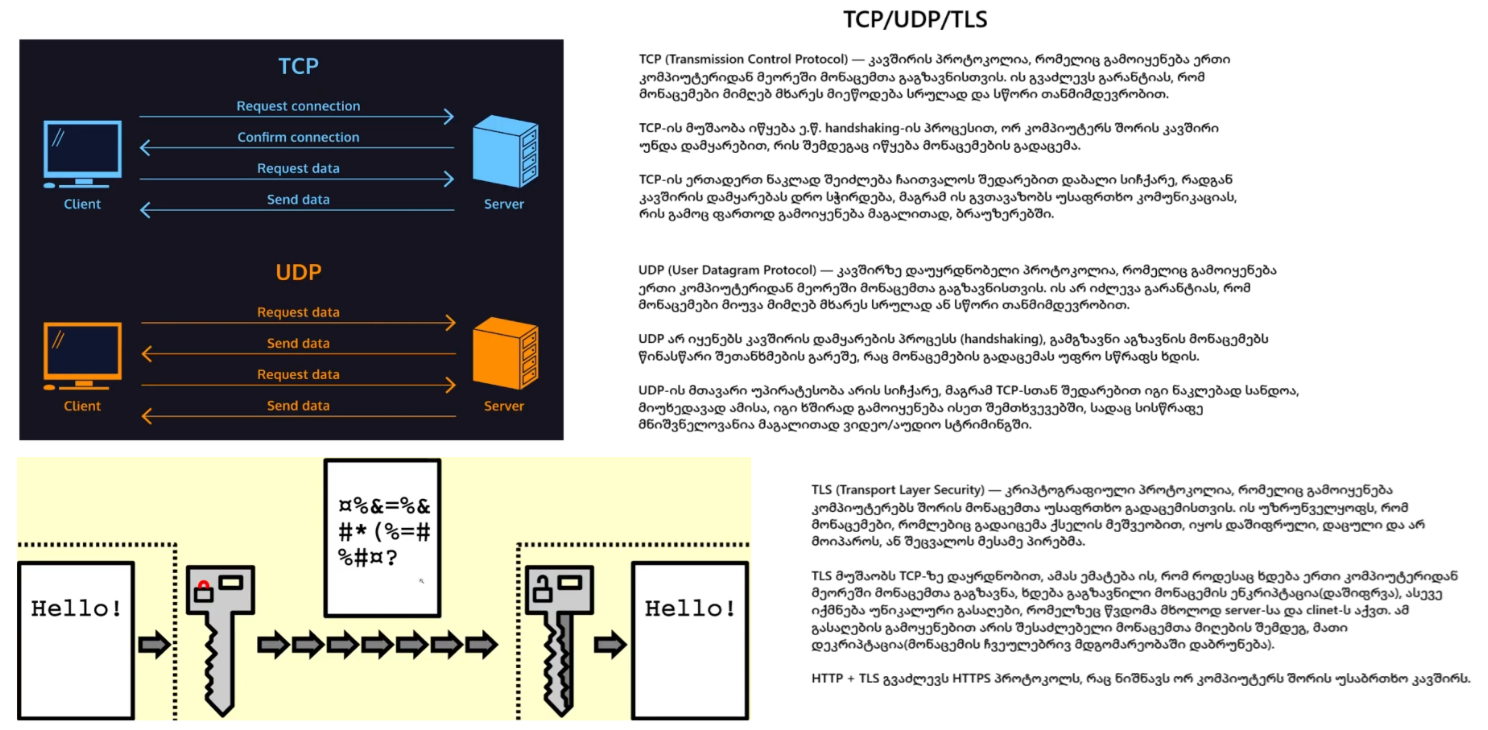 TCP/UDP/TLS
TCP
Request connection
Confirm connection
Request data
Send data
Client
Server
TCP (Transmission Control Protocol) — კავშირის პროტოკოლია, რომელიც გამოიყენება ერთი
კომპიუტერიდან მეორეში მონაცემთა გაგზავნისთვის. ის გვაძლევს გარანტიას, რომ
მონაცემები მიმღებ მხარეს მიეწოდება სრულად და სწორი თანმიმდევრობით.
TCP-ის მუშაობა იწყება ე.წ. handshaking-ის პროცესით, ორ კომპიუტერს შორის კავშირი
უნდა დამყარებით, რის შემდეგაც იწყება მონაცემების გადაცემა.
TCP-ის ერთადერთ ნაკლად შეიძლება ჩაითვალოს შედარებით დაბალი სიჩქარე, რადგან
კავშირის დამყარებას დრო სჭირდება, მაგრამ ის გვთავაზობს უსაფრთხო კომუნიკაციას,
რის გამოც ფართოდ გამოიყენება მაგალითად, ბრაუზერებში.
UDP
Request data
Send data
Request data
Send data
Client
Server
UDP (User Datagram Protocol) — კავშირზე დაუყრდნობელი პროტოკოლია, რომელიც გამოიყენება
ერთი კომპიუტერიდან მეორეში მონაცემთა გაგზავნისთვის. ის არ იძლევა გარანტიას, რომ
მონაცემები მიუვა მიმღებ მხარეს სრულად ან სწორი თანმიმდევრობით.
UDP არ იყენებს კავშირის დამყარების პროცესს (handshaking), გამგზავნი აგზავნის მონაცემებს
წინასწარი შეთანხმების გარეშე, რაც მონაცემების გადაცემას უფრო სწრაფს ხდის.
UDP-ის მთავარი უპირატესობა არის სიჩქარე, მაგრამ TCP-სთან შედარებით იგი ნაკლებად სანდოა,
მიუხედავად ამისა, იგი ხშირად გამოიყენება ისეთ შემთხვევებში, სადაც სისწრაფე
მნიშვნელოვანია მაგალითად ვიდეო/აუდიო სტრიმინგში.
Hello!
¤%&=%&
#*(%=#
%#¤?
Hello!
TLS (Transport Layer Security) — კრიპტოგრაფიული პროტოკოლია, რომელიც გამოიყენება
კომპიუტერებს შორის მონაცემთა უსაფრთხო გადაცემისთვის. ის უზრუნველყოფს, რომ
მონაცემები, რომლებიც გადაიცემა ქსელის მეშვეობით, იყოს დაშიფრული, დაცული და არ
მოიპაროს, ან შეცვალოს მესამე პირებმა.
TLS მუშაობს TCP-ზე დაყრდნობით, ამას ემატება ის, რომ როდესაც ხდება ერთი კომპიუტერიდან
მეორეში მონაცემთა გაგზავნა, ხდება გაგზავნილი მონაცემის ენკრიპტაცია(დაშიფრვა), ასევე
იქმნება უნიკალური გასაღები, რომელზეც წვდომა მხოლოდ server-სა და clinet-ს აქვთ. ამ
გასაღების გამოყენებით არის შესაძლებელი მონაცემთა მიღების შემდეგ, მათი
დეკრიპტაცია(მონაცემის ჩვეულებრივ მდგომარეობაში დაბრუნება).
HTTP + TLS გვაძლევს HTTPS პროტოკოლს, რაც ნიშნავს ორ კომპიუტერს შორის უსაბრთხო კავშირს.